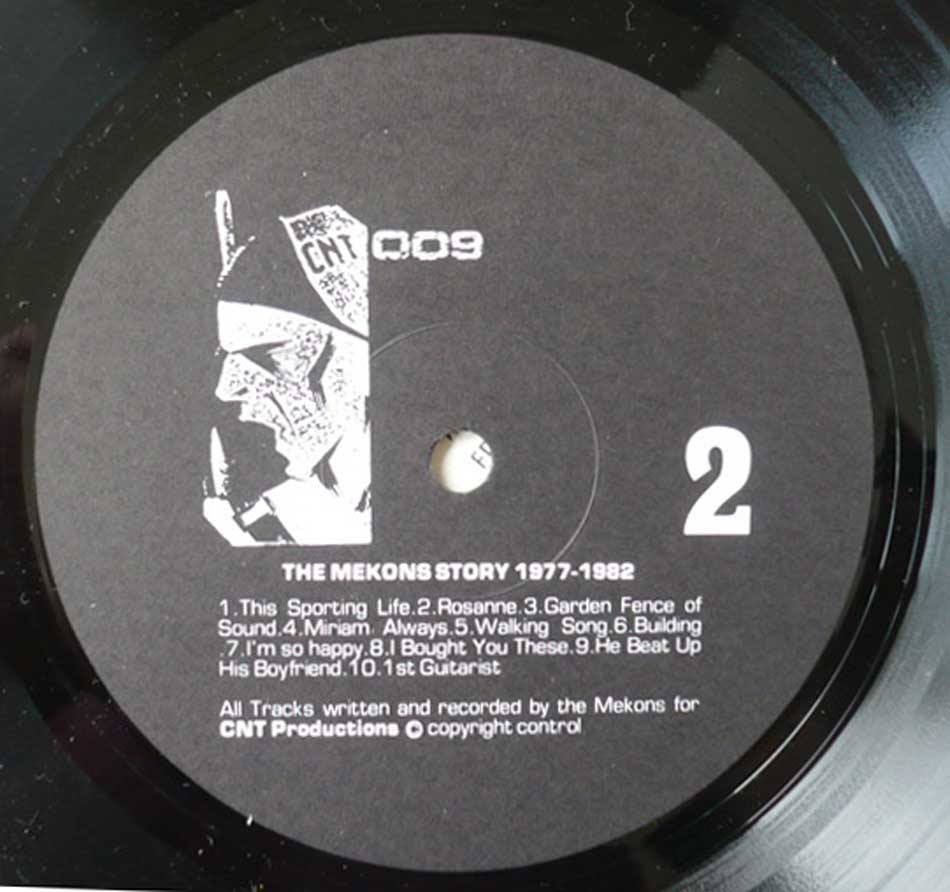 CNT 009
2
THE MEKONS STORY 1977-1982
1.This Sporting Life.2.Rosanne.3.Garden Fence of
Sound.4.Miriam Always.5.Walking Song.6.Building
.7.I'm so happy.8.I Bought You These.9.He Beat Up
His Boyfriend.10.1st Guitarist
All Tracks written and recorded by the Mekons for
CNT Productions © copyright control